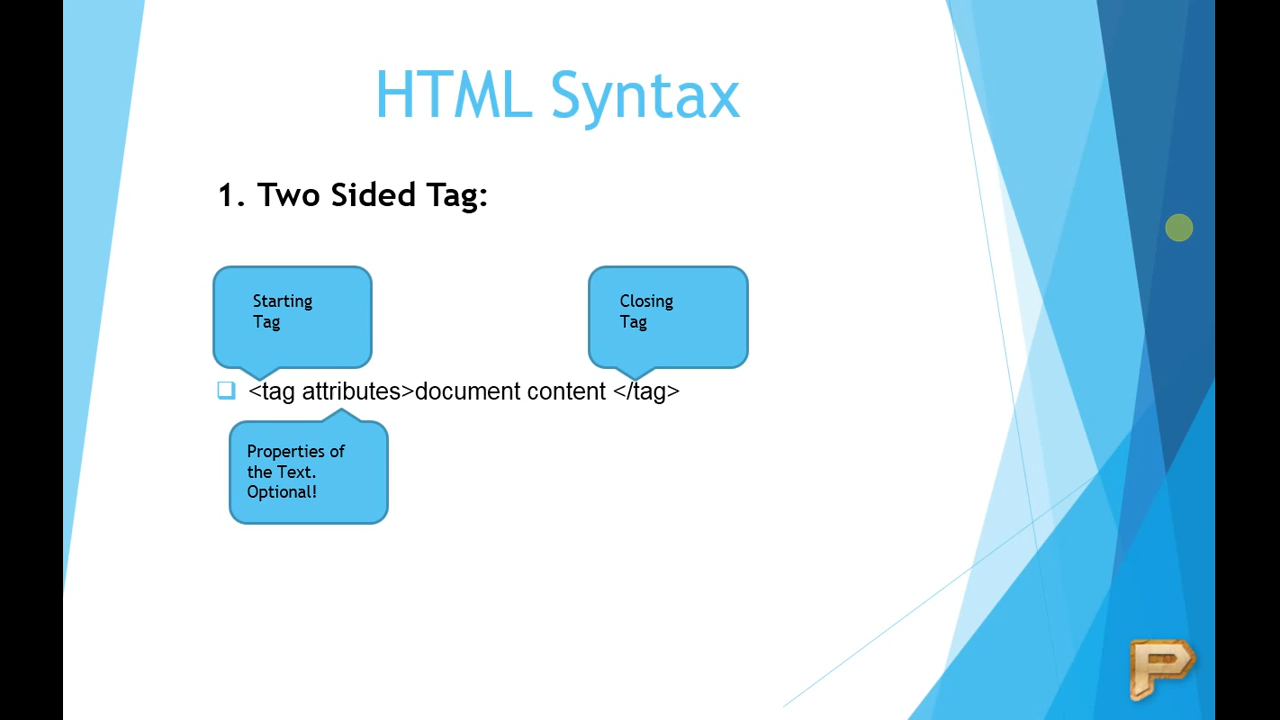 HTML Syntax
1. Two Sided Tag:
Starting
Tag
Closing
Tag
<tag attributes>document content </tag>
Properties of
the Text.
Optional!
P